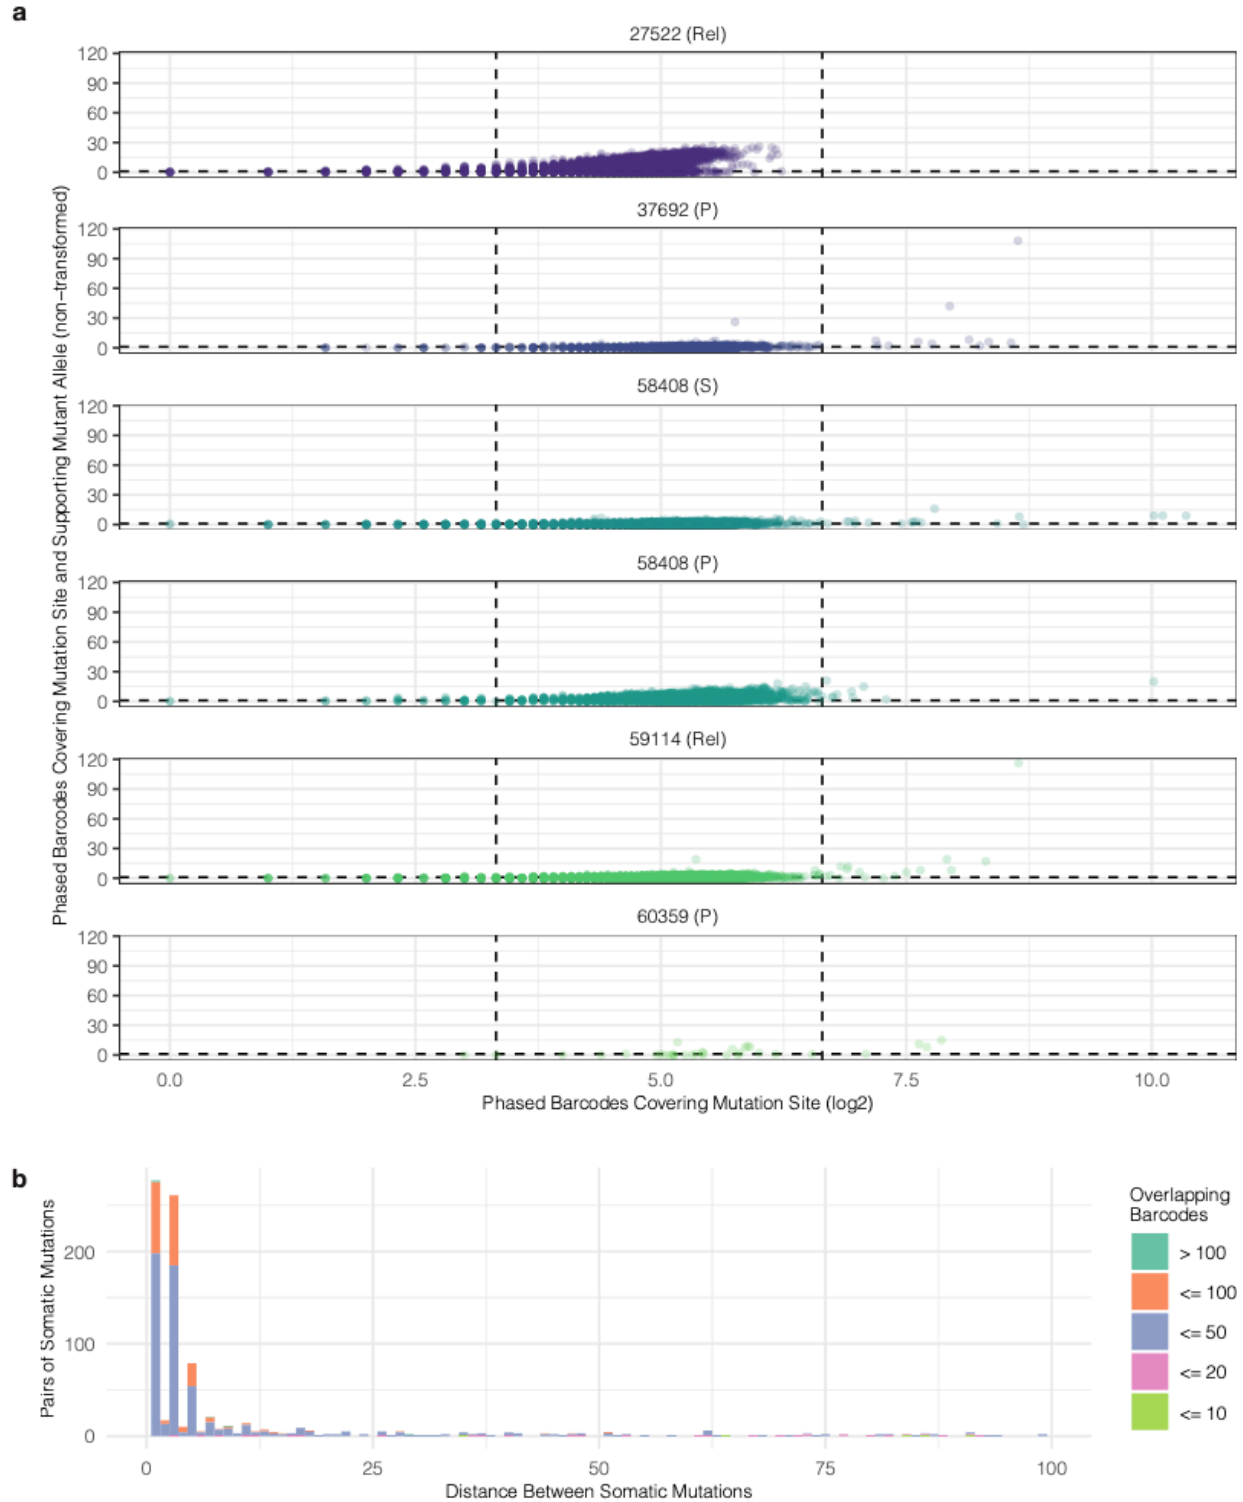 a
27522 (Rel)
120
90
60
30
0
37692 (P)
120
90
60
30
0
58408 (S)
120
90
60
30
0
58408 (P)
120
90
60
30
0
59114 (Rel)
120
90
60
30
0
60359 (P)
120
90
60
30
0
Phased Barcodes Covering Mutation Site and Supporting Mutant Allele (non−transformed)
0.0 2.5 5.0 7.5 10.0
Phased Barcodes Covering Mutation Site (log2)
b
Pairs of Somatic Mutations
200
100
0
0 25 50 75 100
Distance Between Somatic Mutations
Overlapping
Barcodes
> 100
<= 100
<= 50
<= 20
<= 10